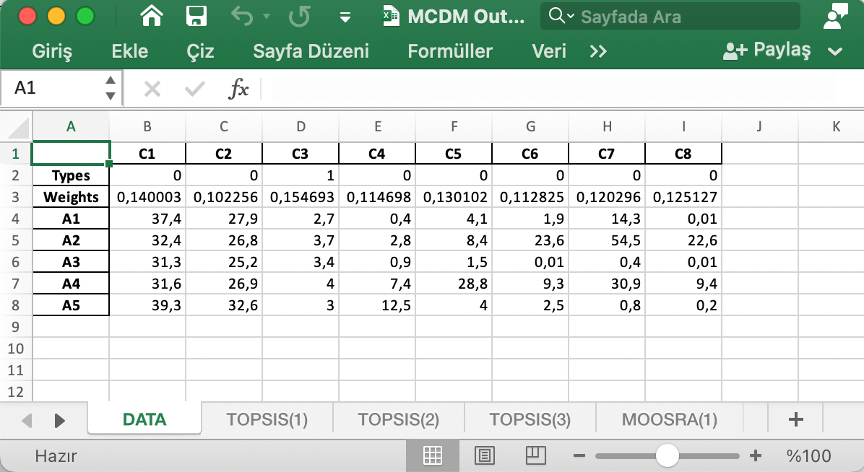 MCDM Out... Sayfada Ara
Giriş Ekle Çiz Sayfa Düzeni Formüller Veri >> Paylaş
A1 fx
A B C D E F G H I J K
1 C1 C2 C3 C4 C5 C6 C7 C8
2 Types 0 0 1 0 0 0 0 0
3 Weights 0,140003 0,102256 0,154693 0,114698 0,130102 0,112825 0,120296 0,125127
4 A1 37,4 27,9 2,7 0,4 4,1 1,9 14,3 0,01
5 A2 32,4 26,8 3,7 2,8 8,4 23,6 54,5 22,6
6 A3 31,3 25,2 3,4 0,9 1,5 0,01 0,4 0,01
7 A4 31,6 26,9 4 7,4 28,8 9,3 30,9 9,4
8 A5 39,3 32,6 3 12,5 4 2,5 0,8 0,2
9
10
11
12
DATA TOPSIS(1) TOPSIS(2) TOPSIS(3) MOOSRA(1) +
Hazır − + %100